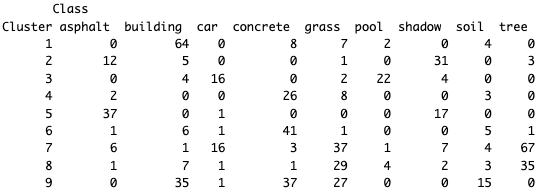 Class
Cluster asphalt building car concrete grass pool shadow soil tree
1 0 64 0 8 7 2 0 4 0
2 12 5 0 0 1 0 31 0 3
3 0 4 16 0 2 22 4 0 0
4 2 0 0 26 8 0 0 3 0
5 37 0 1 0 0 0 17 0 0
6 1 6 1 41 1 0 0 5 1
7 6 1 16 3 37 1 7 4 67
8 1 7 1 1 29 4 2 3 35
9 0 35 1 37 27 0 0 15 0